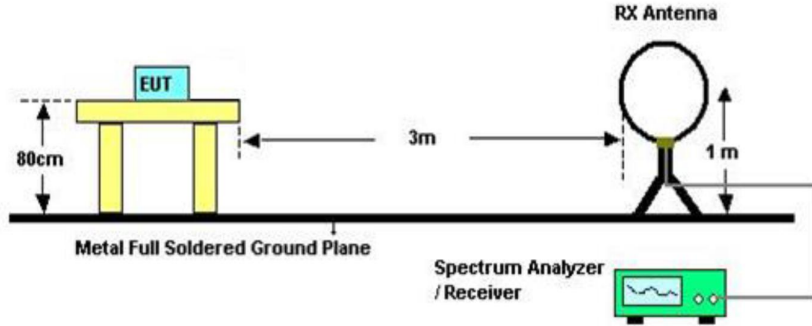 RX Antenna
EUT
3m
80cm
1 m
Metal Full Soldered Ground Plane
Spectrum Analyzer
/ Receiver